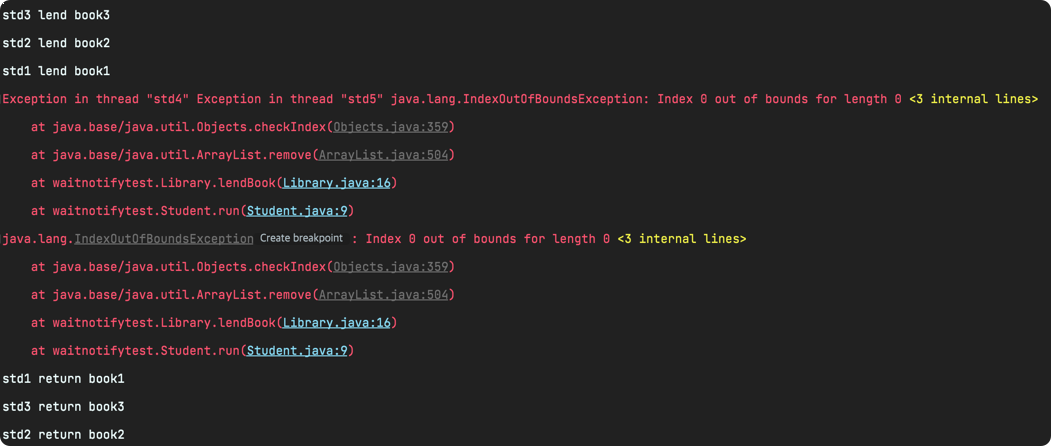 std3 lend book3
std2 lend book2
std1 lend book1
Exception in thread "std4" Exception in thread "std5" java.lang.IndexOutOfBoundsException: Index 0 out of bounds for length 0 <3 internal lines>
at java.base/java.util.Objects.checkIndex(Objects.java:359)
at java.base/java.util.ArrayList.remove(ArrayList.java:504)
at waitnotifytest.Library.lendBook(Library.java:16)
at waitnotifytest.Student.run(Student.java:9)
java.lang.IndexOutOfBoundsException Create breakpoint : Index 0 out of bounds for length 0 <3 internal lines>
at java.base/java.util.Objects.checkIndex(Objects.java:359)
at java.base/java.util.ArrayList.remove(ArrayList.java:504)
at waitnotifytest.Library.lendBook(Library.java:16)
at waitnotifytest.Student.run(Student.java:9)
std1 return book1
std3 return book3
std2 return book2